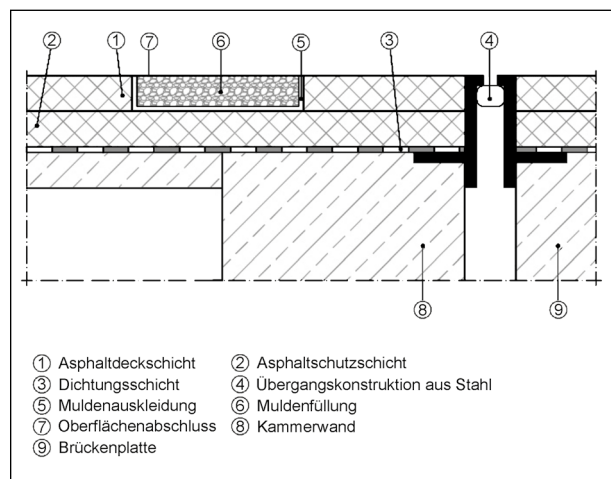 ② ① ⑦ ⑥ ⑤ ③ ④
⑧ ⑨
① Asphaltdeckschicht ② Asphaltschutzschicht
③ Dichtungsschicht ④ Übergangskonstruktion aus Stahl
⑤ Muldenauskleidung ⑥ Muldenfüllung
⑦ Oberflächenabschluss ⑧ Kammerwand
⑨ Brückenplatte